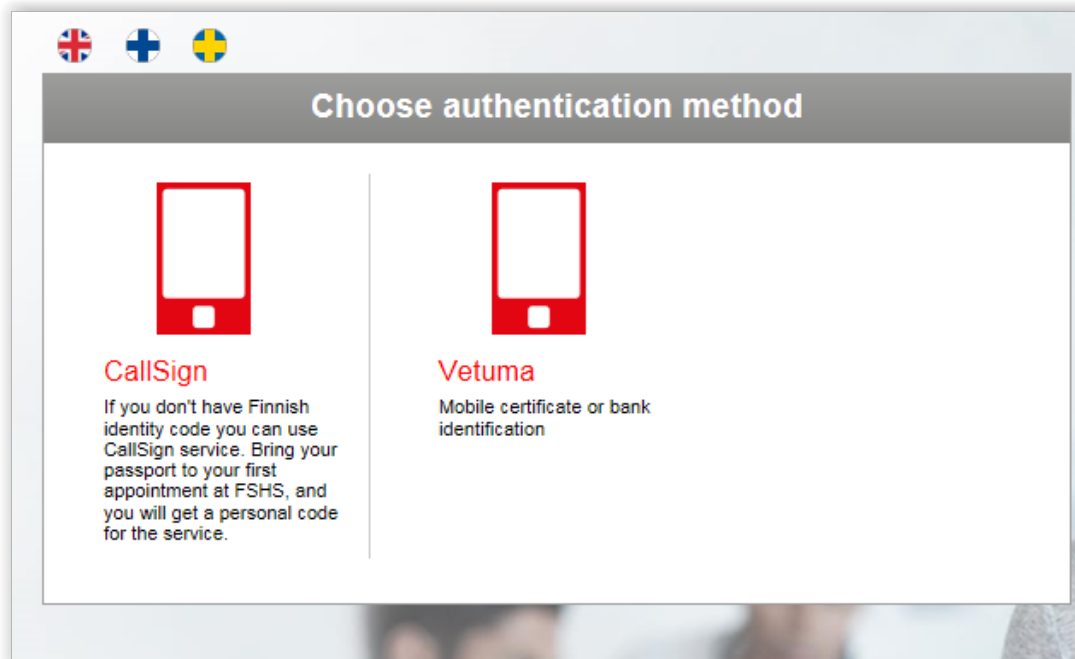 Choose authentication method
CallSign
If you don't have Finnish
identity code you can use
CallSign service. Bring your
passport to your first
appointment at FSHS, and
you will get a personal code
for the service.
Vetuma
Mobile certificate or bank
identification